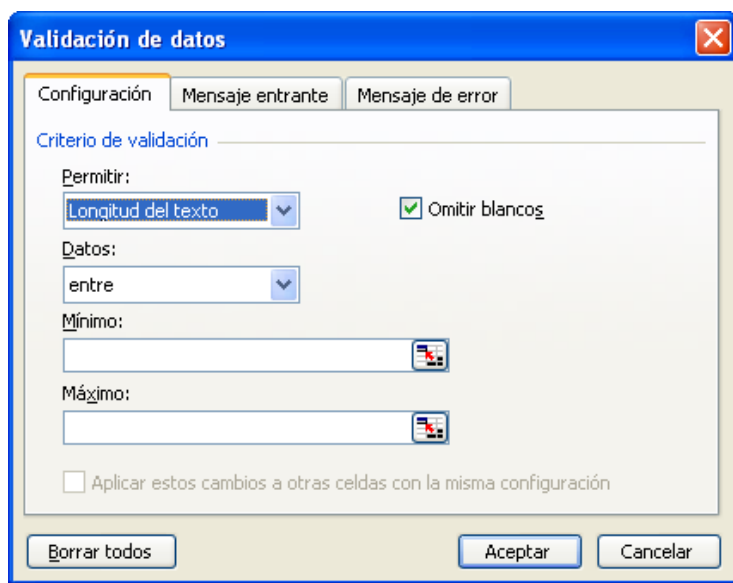 Validación de datos
Configuración
Mensaje entrante
Mensaje de error
Criterio de validación
Permitir:
Longitud del texto
Omitir blancos
Datos:
entre
Mínimo:
Máximo:
Aplicar estos cambios a otras celdas con la misma configuración
Borrar todos
Aceptar
Cancelar